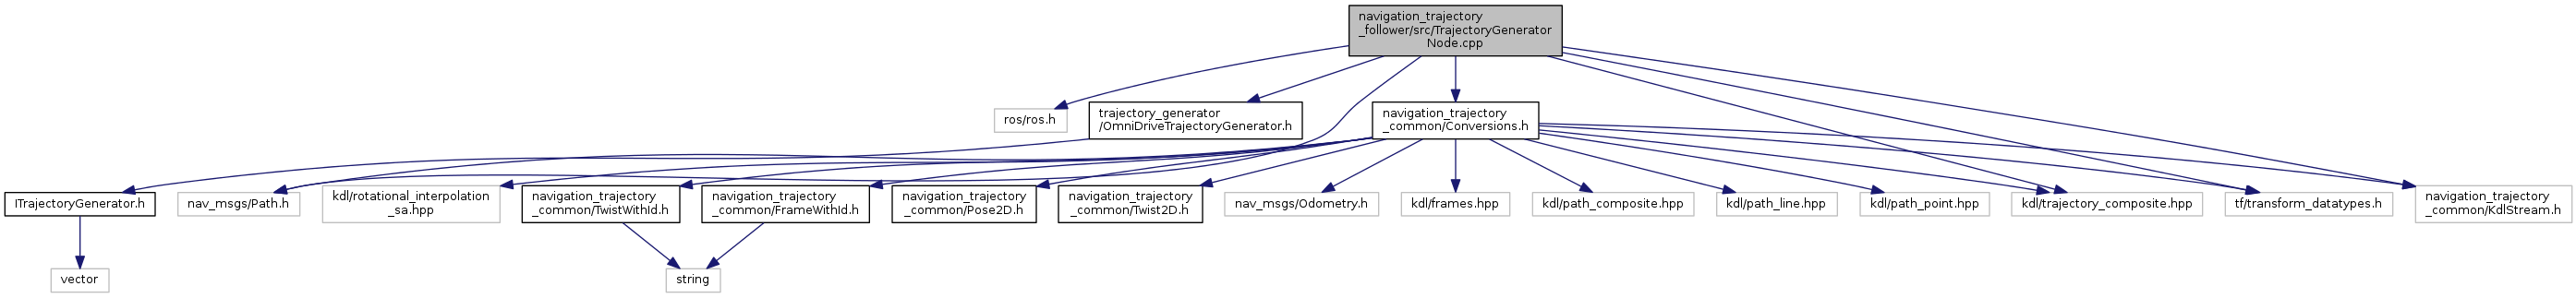 navigation_trajectory
_follower/src/TrajectoryGenerator
Node.cpp
ros/ros.h
trajectory_generator
/OmniDriveTrajectoryGenerator.h
navigation_trajectory
_common/Conversions.h
ITrajectoryGenerator.h
nav_msgs/Path.h
kdl/rotational_interpolation
_sa.hpp
navigation_trajectory
_common/TwistWithId.h
navigation_trajectory
_common/FrameWithId.h
navigation_trajectory
_common/Pose2D.h
navigation_trajectory
_common/Twist2D.h
nav_msgs/Odometry.h
kdl/frames.hpp
kdl/path_composite.hpp
kdl/path_line.hpp
kdl/path_point.hpp
kdl/trajectory_composite.hpp
tf/transform_datatypes.h
navigation_trajectory
_common/KdlStream.h
vector
string